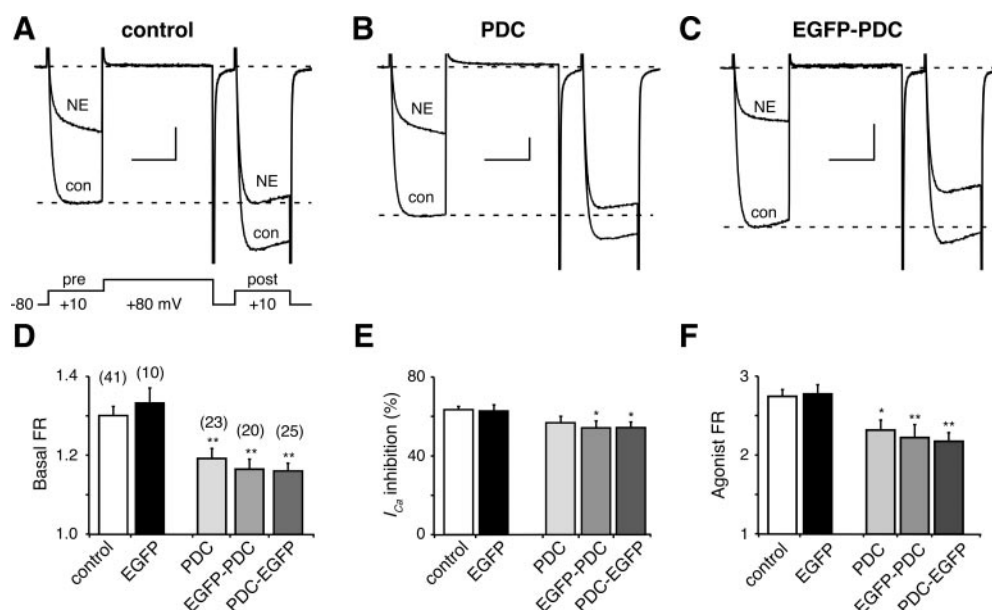 A control
B PDC
C EGFP-PDC
NE
con
NE
con
NE
con
NE
con
pre
post
-80 +10 +80 mV +10
D
Basal FR
1.4
1.2
1.0
(41)
(10)
(23)
(20)
(25)
**
**
**
control
EGFP
PDC
EGFP-PDC
PDC-EGFP
E
ICa inhibition (%)
80
60
40
0
*
*
control
EGFP
PDC
EGFP-PDC
PDC-EGFP
F
Agonist FR
3
2
1
*
**
**
control
EGFP
PDC
EGFP-PDC
PDC-EGFP